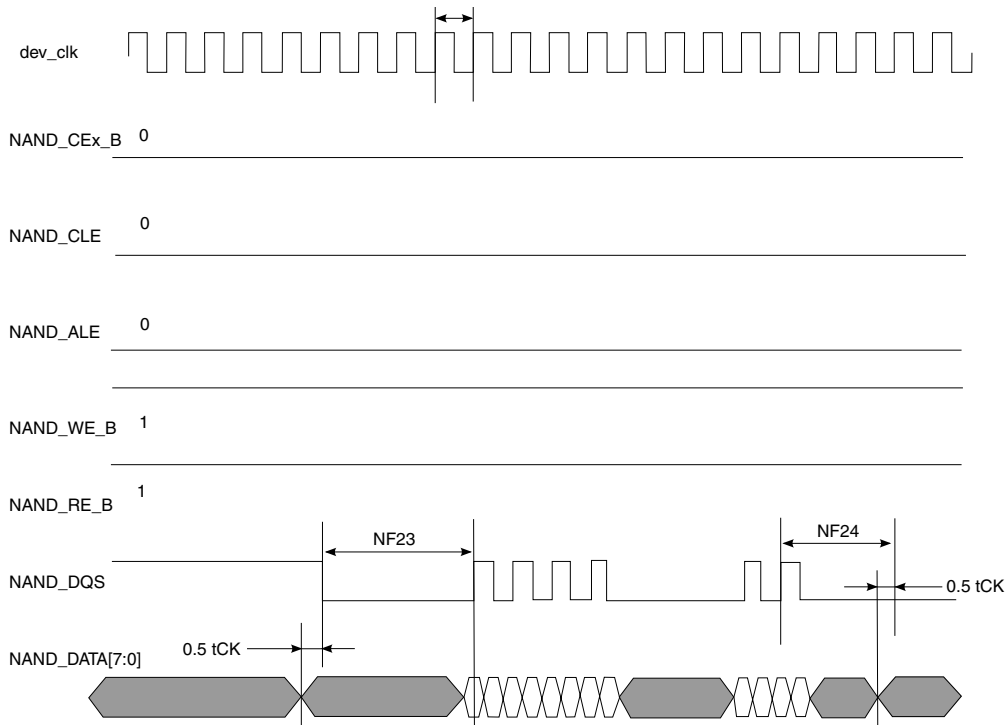 dev_clk
NAND_CEx_B 0
NAND_CLE 0
NAND_ALE 0
NAND_WE_B 1
NAND_RE_B 1
NF23
NF24
NAND_DQS
0.5 tCK
NAND_DATA[7:0]
0.5 tCK